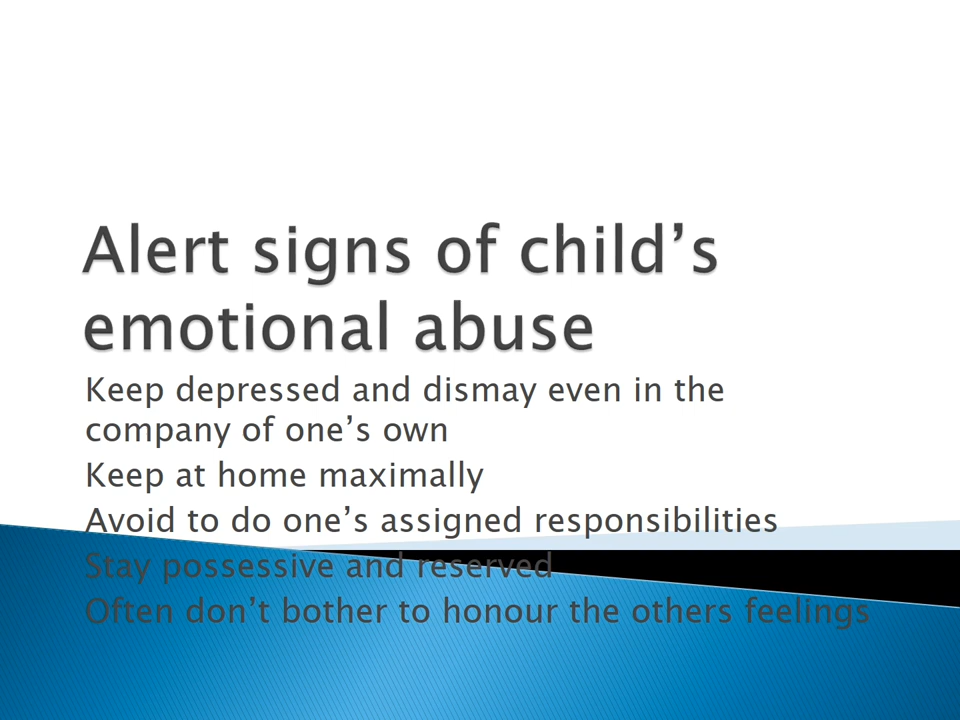 Alert signs of child’s
emotional abuse
Keep depressed and dismay even in the
company of one’s own
Keep at home maximally
Avoid to do one’s assigned responsibilities
Stay possessive and reserved
Often don’t bother to honour the others feelings